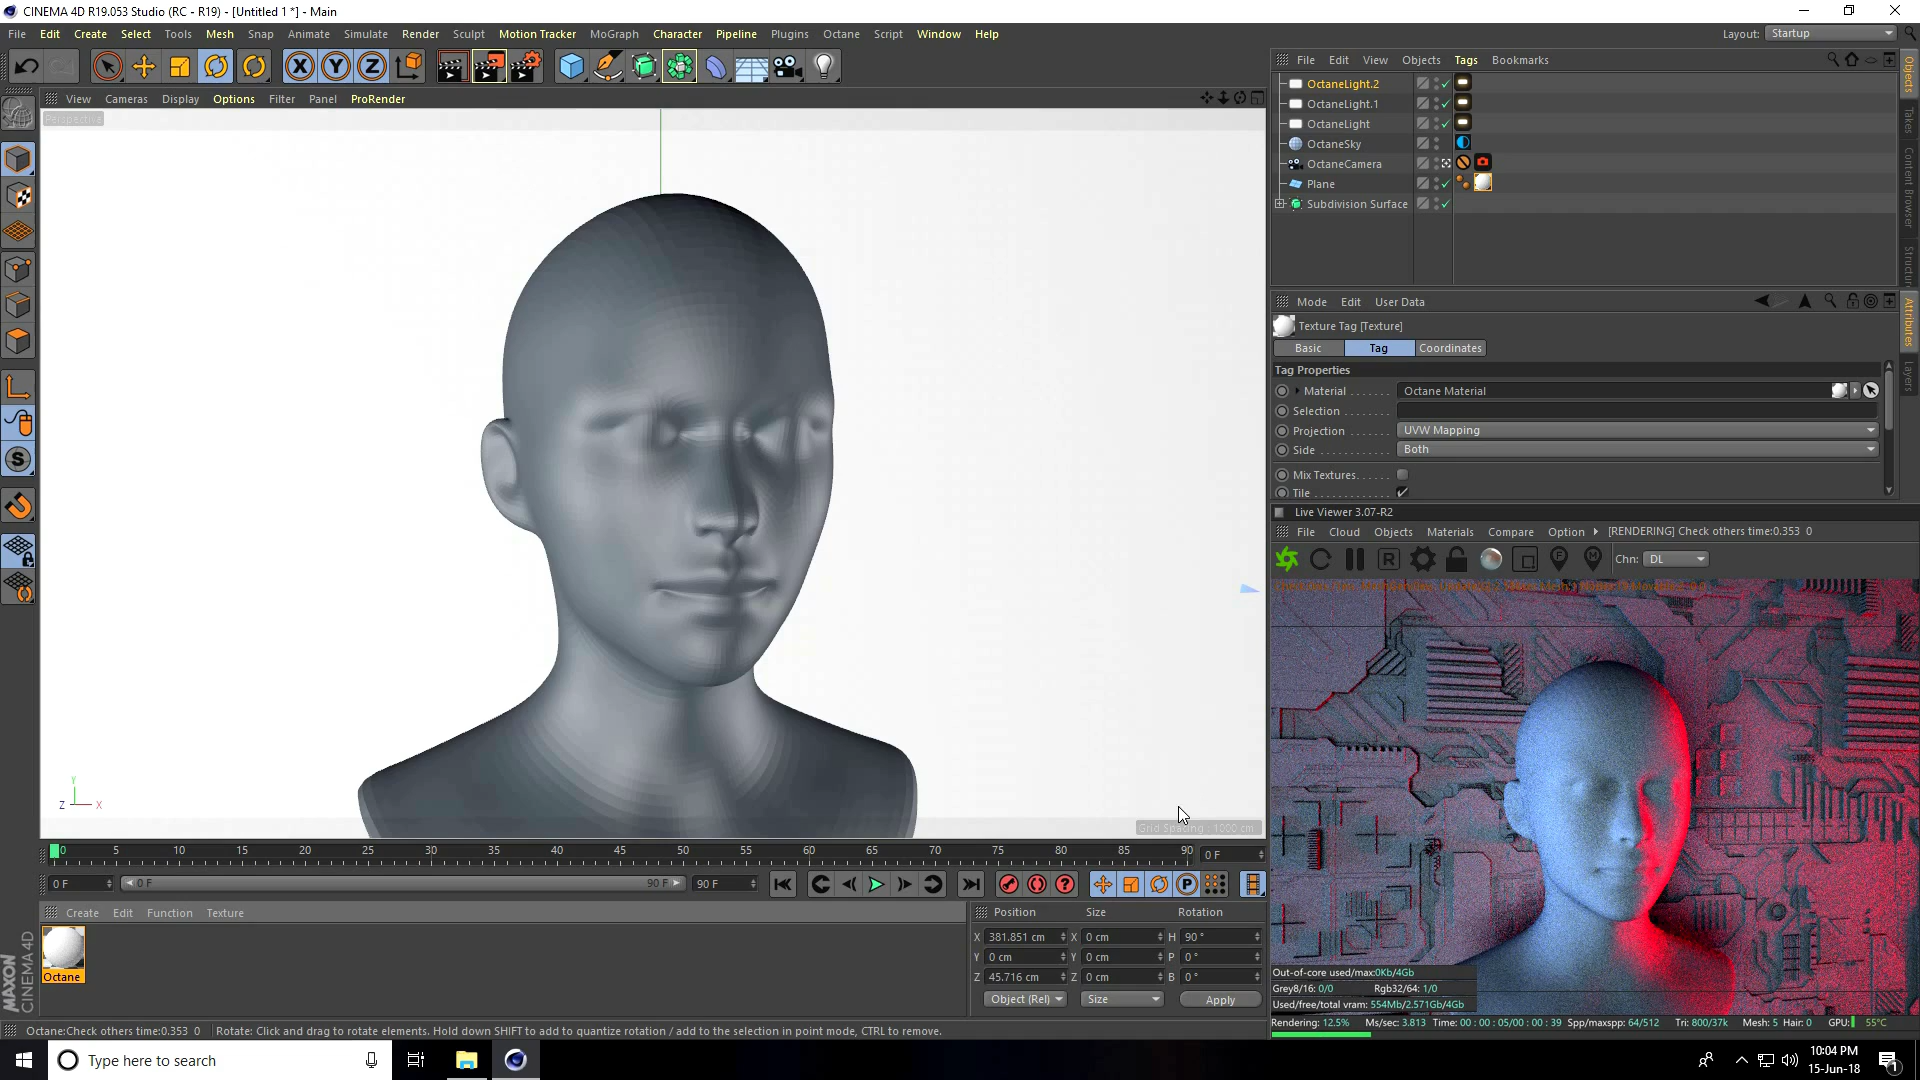 CINEMA 4D R19.053 Studio (RC - R19) - [Untitled 1 *] - Main
File Edit Create Select Tools Mesh Snap Animate Simulate Render Sculpt Motion Tracker MoGraph Character Pipeline Plugins Octane Script Window Help
Layout: Startup
X Y Z
View Cameras Display Options Filter Panel ProRender
Perspective
File Edit View Objects Tags Bookmarks
OctaneLight.2
OctaneLight.1
OctaneLight
OctaneSky
OctaneCamera
Plane
Subdivision Surface
Objects
Takes
Content Browser
Structure
Mode Edit User Data
Texture Tag [Texture]
Basic Tag Coordinates
Tag Properties
Material Octane Material
Selection
Projection UVW Mapping
Side Both
Mix Textures
Tile
Attributes
Layers
Live Viewer 3.07-R2
File Cloud Objects Materials Compare Option [RENDERING] Check others time:0.353 0
R F M Chn: DL
Out-of-core used/max:0Kb/4Gb
Grey8/16: 0/0 Rgb32/64: 1/0
Used/free/total vram: 554Mb/2.571Gb/4Gb
Rendering: 12.5% Ms/sec: 3.813 Time: 00 : 00 : 05/00 : 00 : 39 Spp/maxspp: 64/512 Tri: 800/37k Mesh: 5 Hair: 0 GPU: 55°C
S
Y
Z X
Grid Spacing : 1000 cm
0 5 10 15 20 25 30 35 40 45 50 55 60 65 70 75 80 85 90 0 F
0 F 0 F 90 F 90 F P
Create Edit Function Texture
Octane
MAXON
CINEMA 4D
Position Size Rotation
X 381.851 cm X 0 cm H 90 °
Y 0 cm Y 0 cm P 0 °
Z 45.716 cm Z 0 cm B 0 °
Object (Rel) Size Apply
Octane:Check others time:0.353 0 Rotate: Click and drag to rotate elements. Hold down SHIFT to add to quantize rotation / add to the selection in point mode, CTRL to remove.
Type here to search
10:04 PM
15-Jun-18
1